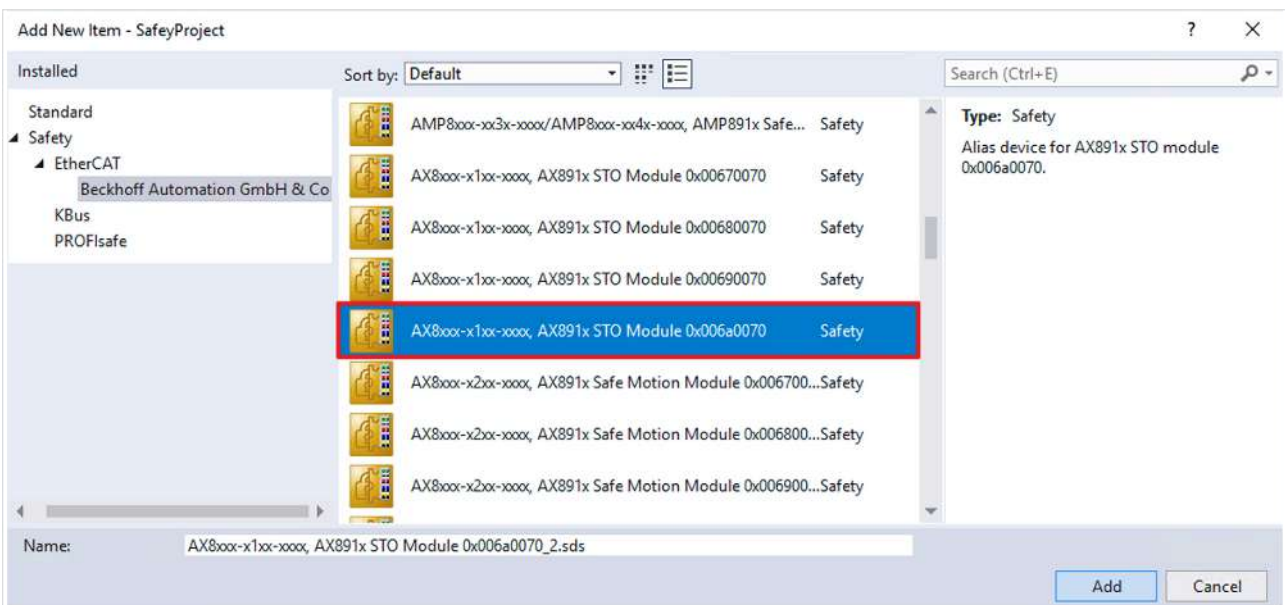 Add New Item - SafeyProject
?
Installed
Sort by: Default
Search (Ctrl+E)
Standard
Safety
EtherCAT
Beckhoff Automation GmbH & Co
KBus
PROFIsafe
AMP8xxx-xx3x-xxxx/AMP8xxx-xx4x-xxxx, AMP891x Safe... Safety
AX8xxx-x1xx-xxxx, AX891x STO Module 0x00670070 Safety
AX8xxx-x1xx-xxxx, AX891x STO Module 0x00680070 Safety
AX8xxx-x1xx-xxxx, AX891x STO Module 0x00690070 Safety
AX8xxx-x1xx-xxxx, AX891x STO Module 0x006a0070 Safety
AX8xxx-x2xx-xxxx, AX891x Safe Motion Module 0x006700...Safety
AX8xxx-x2xx-xxxx, AX891x Safe Motion Module 0x006800...Safety
AX8xxx-x2xx-xxxx, AX891x Safe Motion Module 0x006900...Safety
Type: Safety
Alias device for AX891x STO module
0x006a0070.
Name: AX8xxx-x1xx-xxxx, AX891x STO Module 0x006a0070_2.sds
Add
Cancel